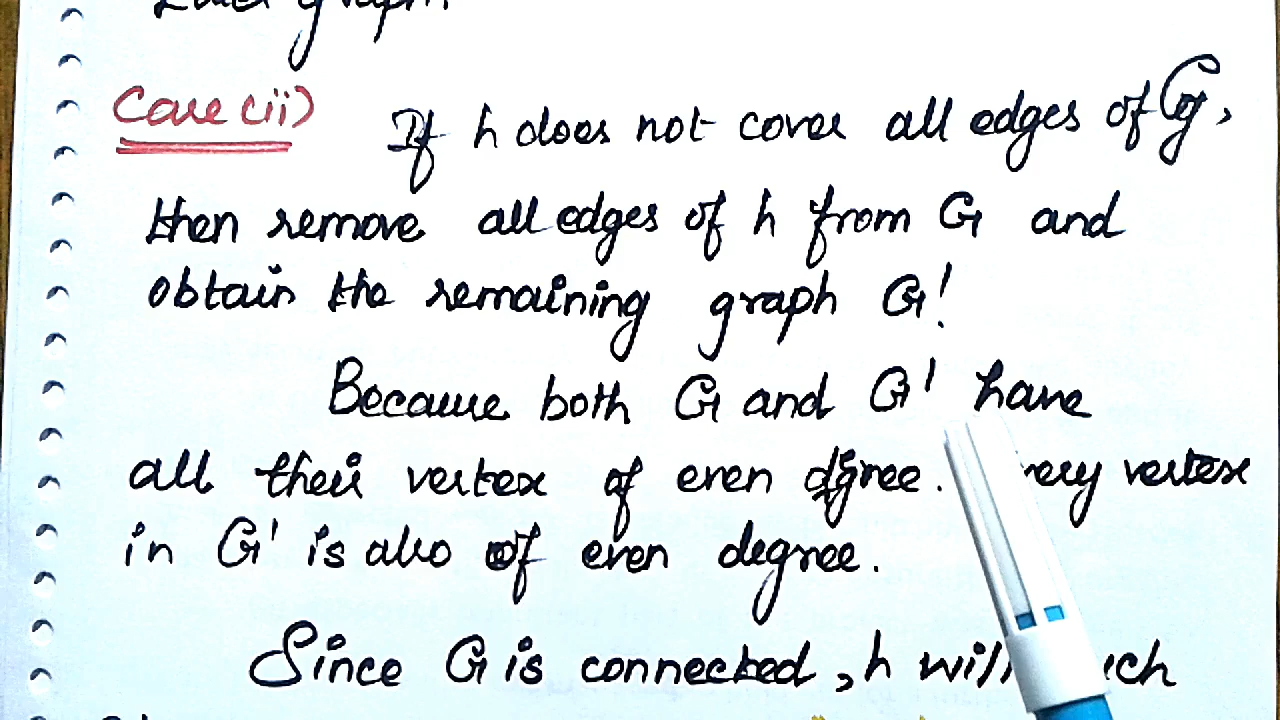 graph.
Case (ii) If h does not cover all edges of G,
then remove all edges of h from G and
obtain the remaining graph G'.
Because both G and G' have
all their vertex of even dgree. vertex
in G' is also of even degree.
Since G is connected, h